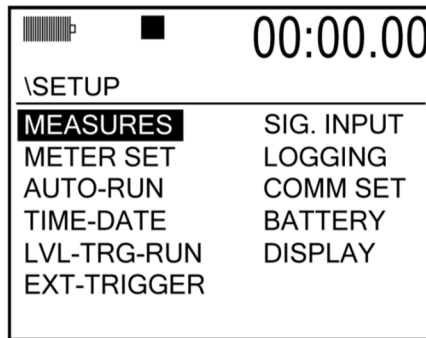 00:00.00
\SETUP
MEASURES
METER SET
AUTO-RUN
TIME-DATE
LVL-TRG-RUN
EXT-TRIGGER
SIG. INPUT
LOGGING
COMM SET
BATTERY
DISPLAY